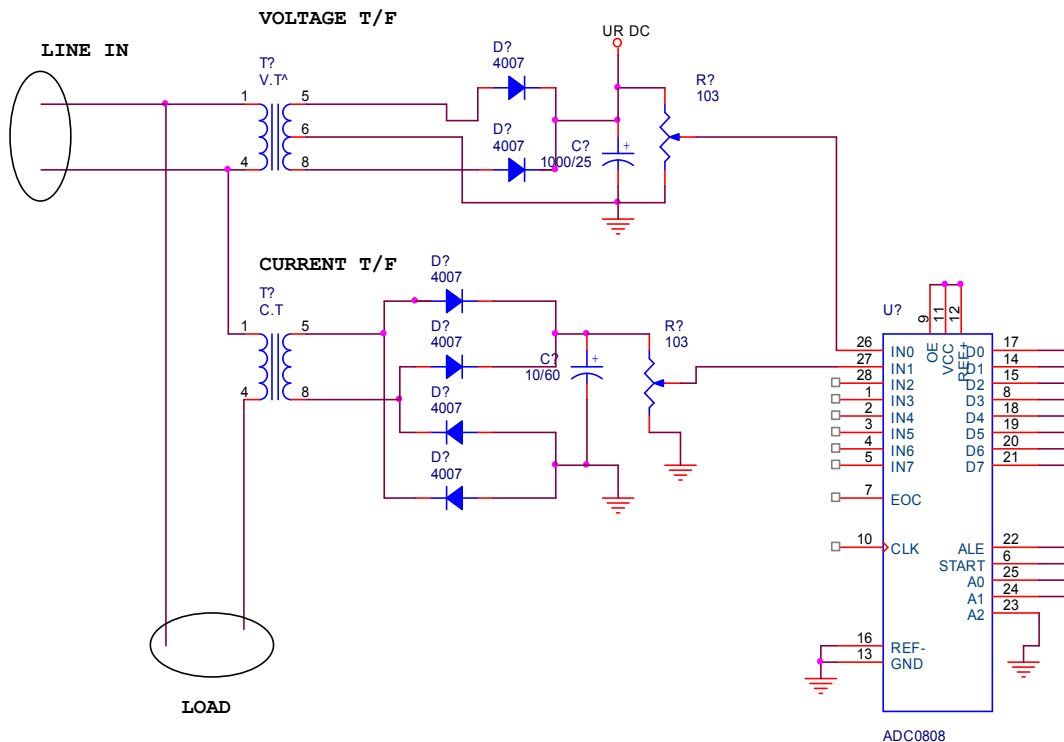 VOLTAGE T/F
LINE IN
UR DC
T?
V.T^
1
4
5
6
8
D?
4007
D?
4007
C?
1000/25
+
R?
103
CURRENT T/F
T?
C.T
1
4
5
8
D?
4007
D?
4007
D?
4007
D?
4007
C?
10/60
+
R?
103
LOAD
U?
9
11
12
OE
VCC
REF+
26 IN0
27 IN1
28 IN2
1 IN3
2 IN4
3 IN5
4 IN6
5 IN7
7 EOC
10 CLK
16 REF-
13 GND
D0 17
D1 14
D2 15
D3 8
D4 18
D5 19
D6 20
D7 21
ALE 22
START 6
A0 25
A1 24
A2 23
ADC0808